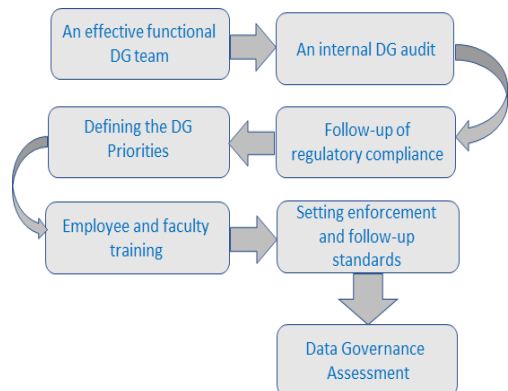 An effective functional
DG team
An internal DG audit
Defining the DG
Priorities
Follow-up of
regulatory compliance
Employee and faculty
training
Setting enforcement
and follow-up
standards
Data Governance
Assessment